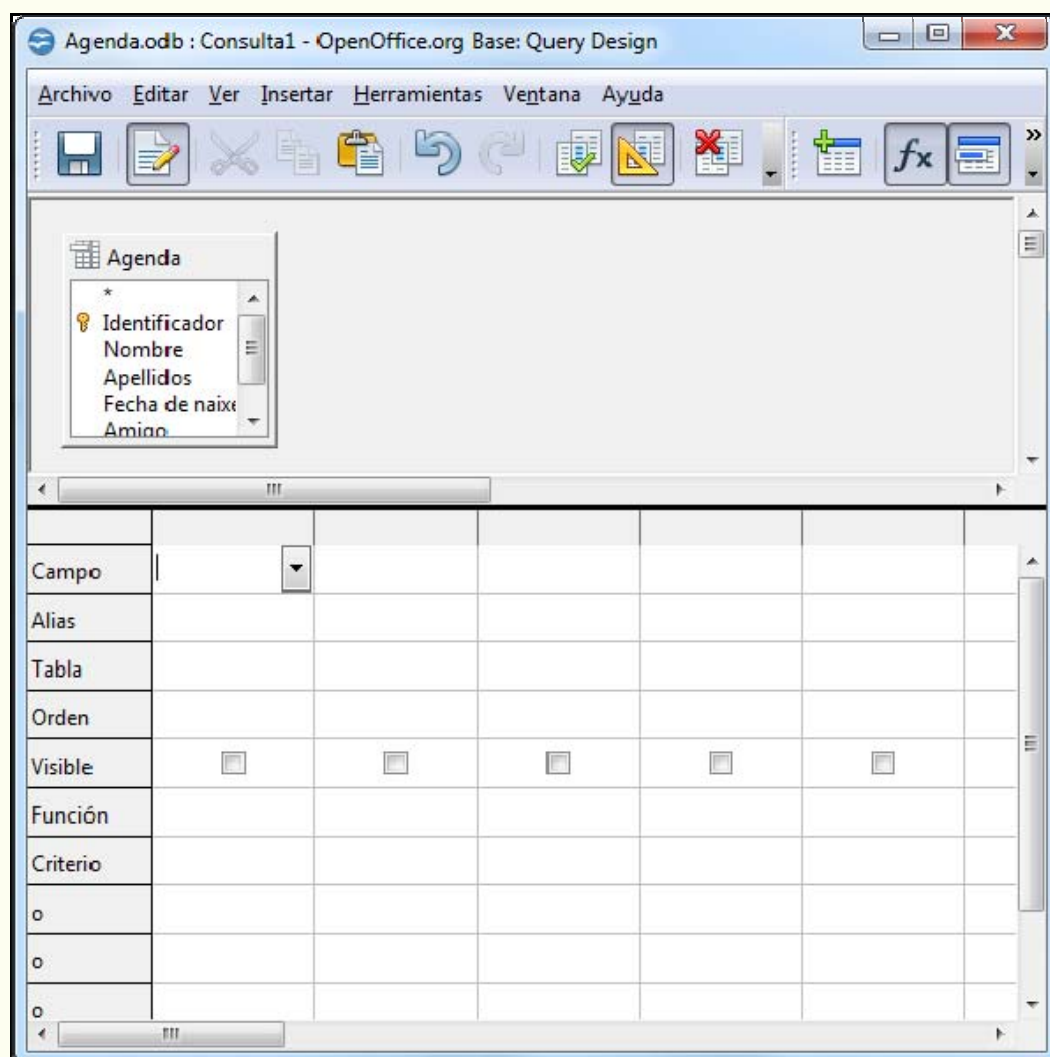 Agenda.odb : Consulta1 - OpenOffice.org Base: Query Design
Archivo Editar Ver Insertar Herramientas Ventana Ayuda
fx
Agenda
*
Identificador
Nombre
Apellidos
Fecha de naixe
Amigo
Campo
Alias
Tabla
Orden
Visible
Función
Criterio
o
o
o